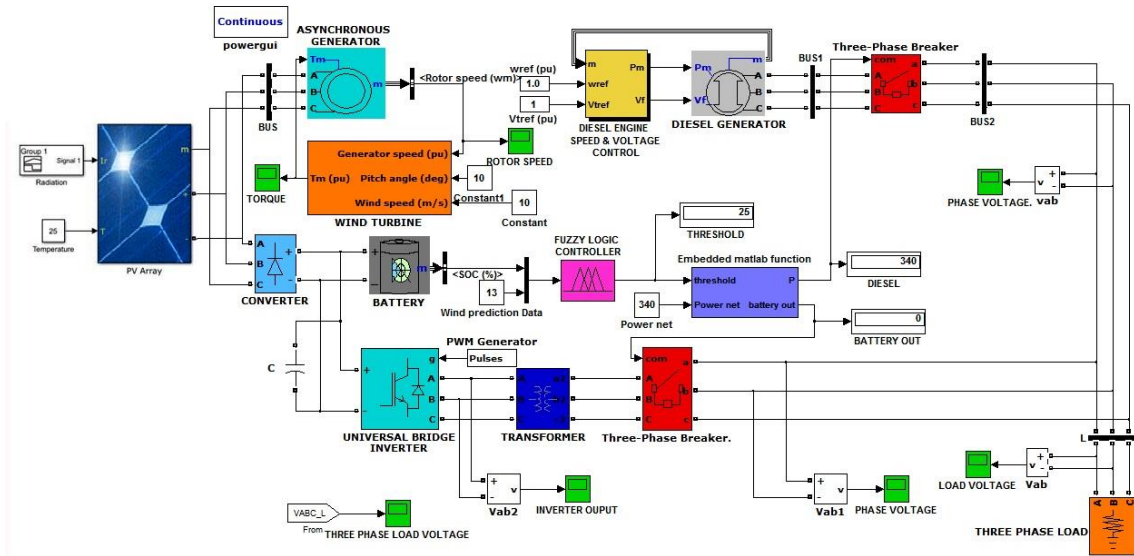 Continuous
powergui
ASYNCHRONOUS
GENERATOR
Tm
A
B
C
m
BUS
<Rotor speed (wm)>
wref (pu)
1.0
1
Vtref (pu)
m
wref
Vtref
Pm
Vf
DIESEL ENGINE
SPEED & VOLTAGE
CONTROL
Pm
Vf
m
A
B
C
DIESEL GENERATOR
BUS1
Three-Phase Breaker
com
A
B
C
a
b
c
BUS2
Group 1
Signal 1
Radiation
25
Temperature
Ir
T
m
+
-
PV Array
TORQUE
Generator speed (pu)
Tm (pu)
Pitch angle (deg)
Wind speed (m/s)
WIND TURBINE
ROTOR SPEED
10
Constant1
10
Constant
PHASE VOLTAGE.
v
+
-
vab
25
THRESHOLD
A
B
C
+
-
CONVERTER
+
-
m
BATTERY
<SOC (%)>
13
Wind prediction Data
FUZZY LOGIC
CONTROLLER
Embedded matlab function
threshold
Power net
P
battery out
340
Power net
340
DIESEL
0
BATTERY OUT
C
PWM Generator
Pulses
g
+
-
A
B
C
UNIVERSAL BRIDGE
INVERTER
A
B
C
TRANSFORMER
com
A
B
C
a
b
c
Three-Phase Breaker.
+
-
v
Vab2
INVERTER OUPUT
+
-
v
Vab1
PHASE VOLTAGE
L
LOAD VOLTAGE
v
+
-
Vab
A
B
C
THREE PHASE LOAD
VABC_L
From
THREE PHASE LOAD VOLTAGE